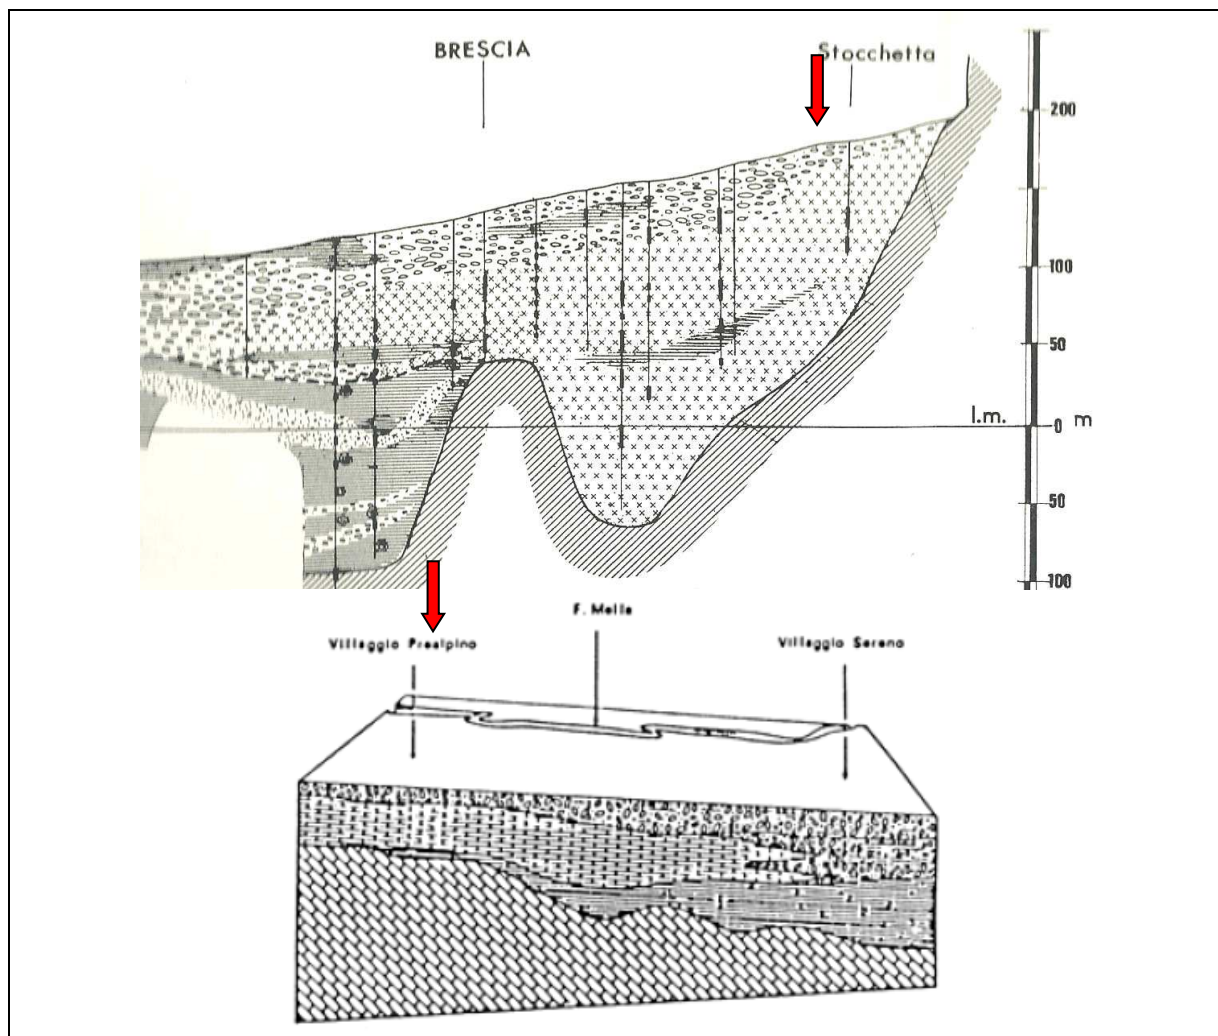 BRESCIA
Stocchetta
200
100
50
l.m. 0 m
50
100
F. Mella
Villaggio Prealpino
Villaggio Sereno